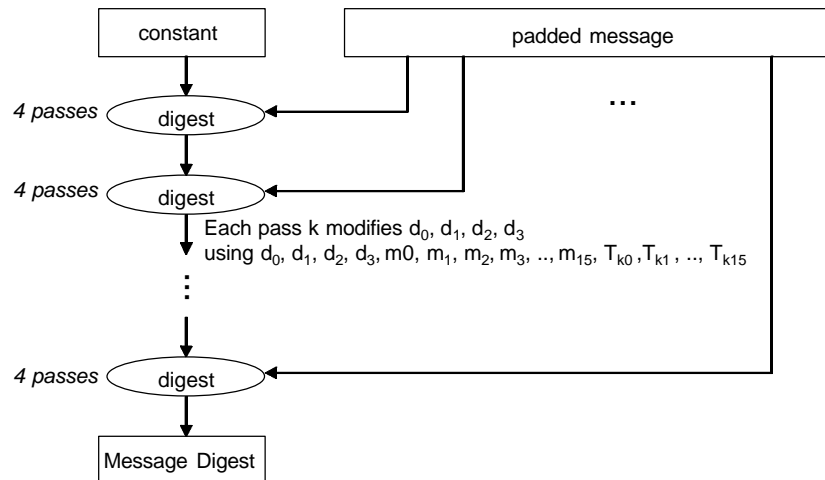 constant
padded message
...
4 passes
digest
4 passes
digest
Each pass k modifies d₀, d₁, d₂, d₃
using d₀, d₁, d₂, d₃, m0, m₁, m₂, m₃, .., m₁₅, Tₖ₀,Tₖ₁ , .., Tₖ₁₅
...
4 passes
digest
Message Digest